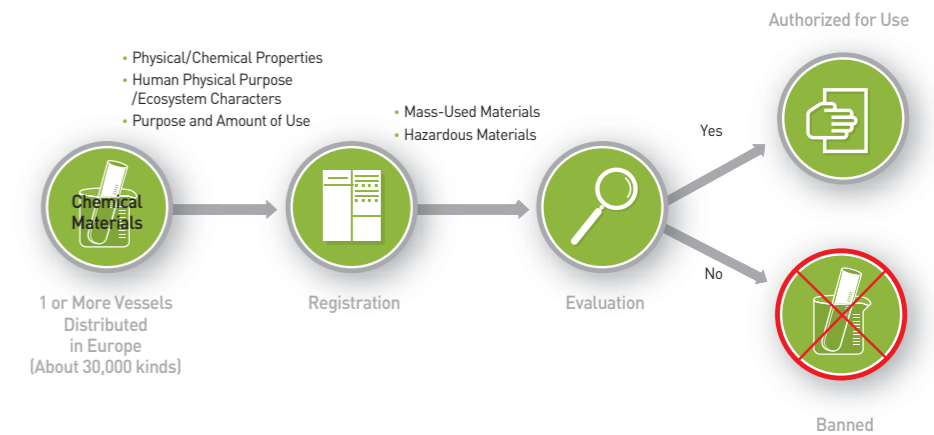 Authorized for Use
• Physical/Chemical Properties
• Human Physical Purpose
/Ecosystem Characters
• Purpose and Amount of Use
• Mass-Used Materials
• Hazardous Materials
Yes
Chemical
Materials
No
1 or More Vessels
Distributed
in Europe
(About 30,000 kinds)
Registration
Evaluation
Banned